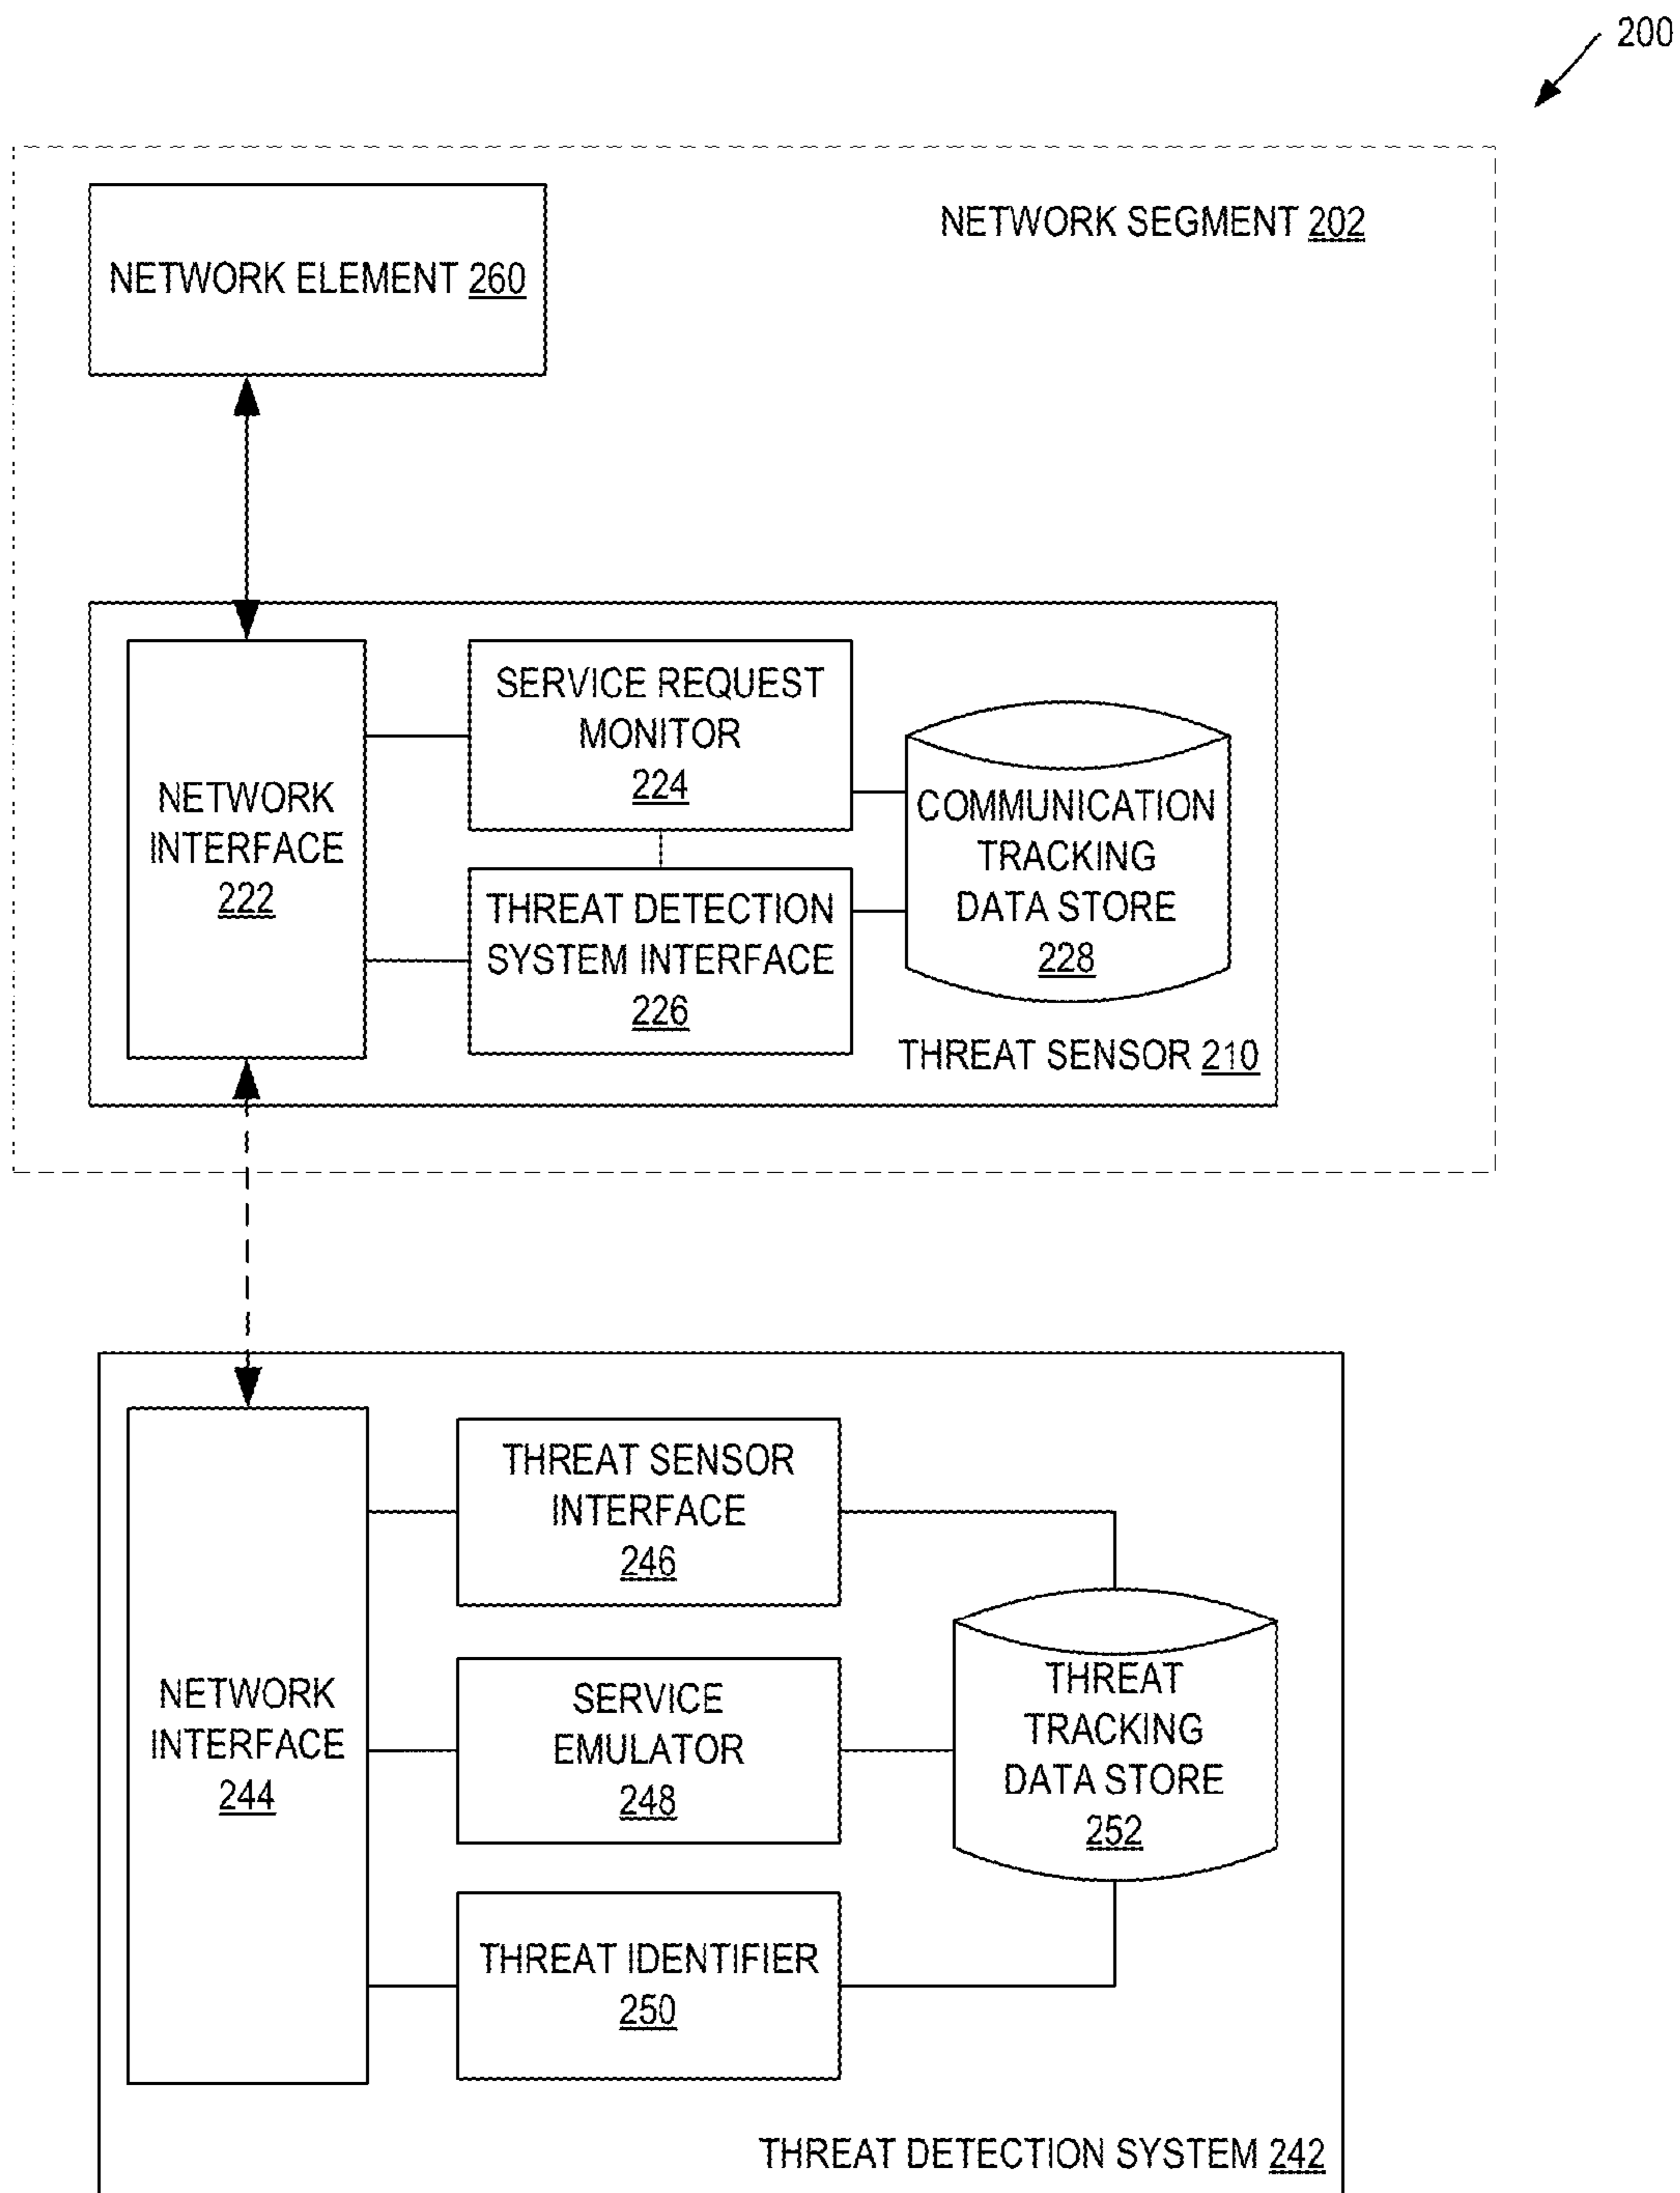 200
NETWORK SEGMENT 202
NETWORK ELEMENT 260
NETWORK
INTERFACE
222
SERVICE REQUEST
MONITOR
224
THREAT DETECTION
SYSTEM INTERFACE
226
COMMUNICATION
TRACKING
DATA STORE
228
THREAT SENSOR 210
NETWORK
INTERFACE
244
THREAT SENSOR
INTERFACE
246
SERVICE
EMULATOR
248
THREAT IDENTIFIER
250
THREAT
TRACKING
DATA STORE
252
THREAT DETECTION SYSTEM 242